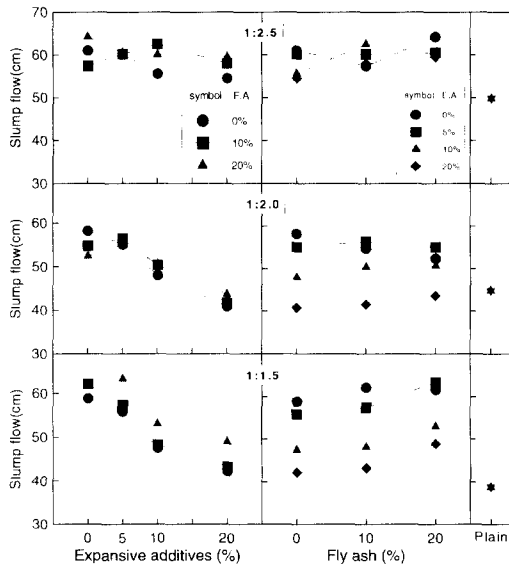 1:2.5
Slump flow(cm)
70
60
50
40
30
symbol F.A
0%
10%
20%
symbol E.A
0%
5%
10%
20%
1:2.0
Slump flow(cm)
60
50
40
30
1:1.5
Slump flow(cm)
60
50
40
30
0 5 10 20
0 10 20
Plain
Expansive additives (%)
Fly ash (%)